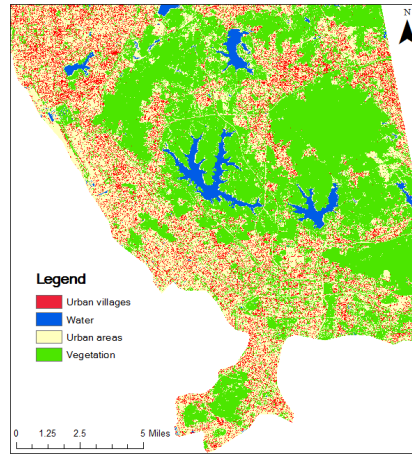 N
Legend
Urban villages
Water
Urban areas
Vegetation
0 1.25 2.5 5 Miles